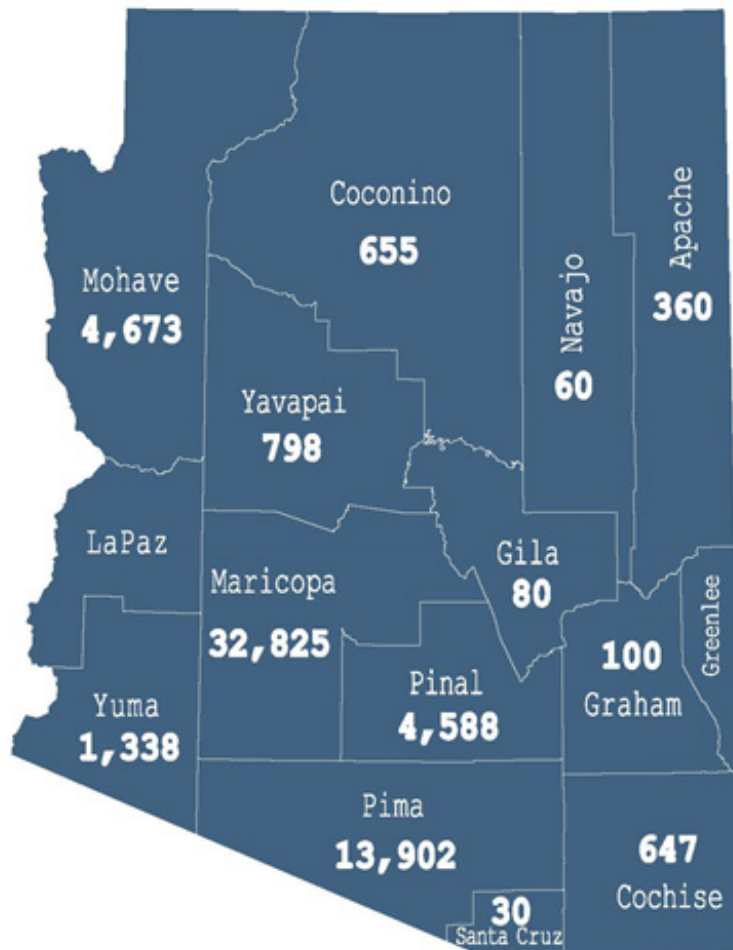 Coconino
655
Apache
360
Navajo
60
Mohave
4,673
Yavapai
798
LaPaz
Gila
80
Maricopa
32,825
Greenlee
100
Graham
Pinal
4,588
Yuma
1,338
Pima
13,902
647
Cochise
30
Santa Cruz